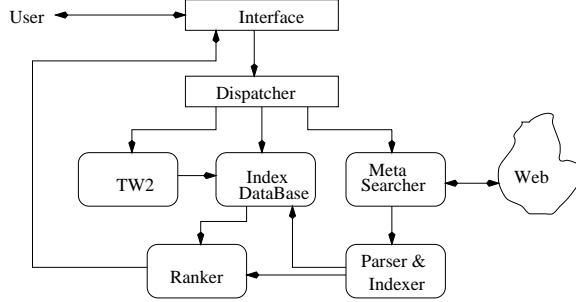 User
Interface
Dispatcher
TW2
Index
DataBase
Meta
Searcher
Web
Ranker
Parser &
Indexer